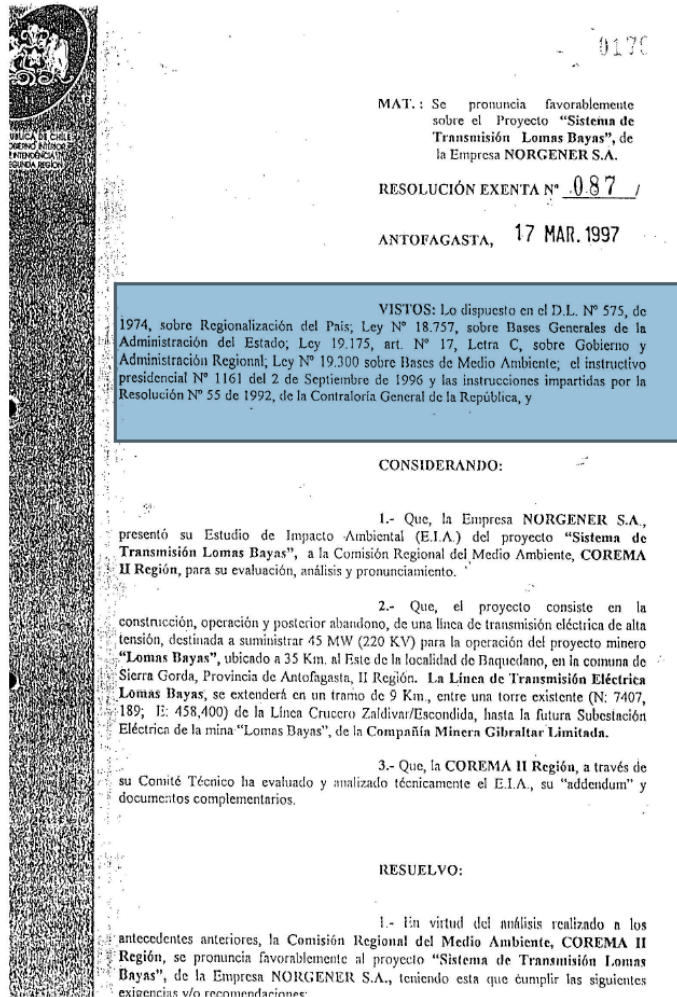 0179
MAT. : Se pronuncia favorablemente
sobre el Proyecto “Sistema de
Transmisión Lomas Bayas”, de
la Empresa NORGENER S.A.
RESOLUCIÓN EXENTA Nº 087 /
ANTOFAGASTA, 17 MAR. 1997
VISTOS: Lo dispuesto en el D.L. Nº 575, de
1974, sobre Regionalización del País; Ley Nº 18.757, sobre Bases Generales de la
Administración del Estado; Ley 19.175, art. Nº 17, Letra C, sobre Gobierno y
Administración Regional; Ley Nº 19.300 sobre Bases de Medio Ambiente; el instructivo
presidencial Nº 1161 del 2 de Septiembre de 1996 y las instrucciones impartidas por la
Resolución Nº 55 de 1992, de la Contraloría General de la República, y
CONSIDERANDO:
1.- Que, la Empresa NORGENER S.A.,
presentó su Estudio de Impacto Ambiental (E.I.A.) del proyecto “Sistema de
Transmisión Lomas Bayas”, a la Comisión Regional del Medio Ambiente, COREMA
II Región, para su evaluación, análisis y pronunciamiento.
2.- Que, el proyecto consiste en la
construcción, operación y posterior abandono, de una línea de transmisión eléctrica de alta
tensión, destinada a suministrar 45 MW (220 KV) para la operación del proyecto minero
“Lomas Bayas”, ubicado a 35 Km. al Este de la localidad de Baquedano, en la comuna de
Sierra Gorda, Provincia de Antofagasta, II Región. La Línea de Transmisión Eléctrica
Lomas Bayas, se extenderá en un tramo de 9 Km., entre una torre existente (N: 7407,
189; E: 458,400) de la Línea Crucero Zaldivar/Escondida, hasta la futura Subestación
Eléctrica de la mina “Lomas Bayas”, de la Compañía Minera Gibraltar Limitada.
3.- Que, la COREMA II Región, a través de
su Comité Técnico ha evaluado y analizado técnicamente el E.I.A., su “addendum” y
documentos complementarios.
RESUELVO:
1.- En virtud del análisis realizado a los
antecedentes anteriores, la Comisión Regional del Medio Ambiente, COREMA II
Región, se pronuncia favorablemente al proyecto “Sistema de Transmisión Lomas
Bayas”, de la Empresa NORGENER S.A., teniendo esta que cumplir las siguientes
exigencias y/o recomendaciones: